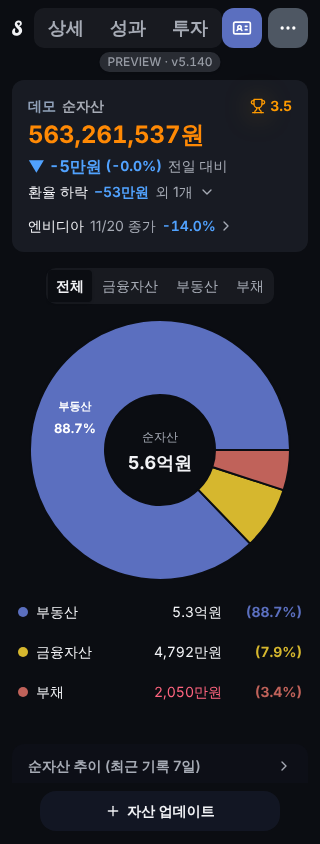 상세 성과 투자
PREVIEW · v5.140
데모 순자산 3.5
563,261,537원
▼ -5만원 (-0.0%) 전일 대비
환율 하락 -53만원 외 1개
엔비디아 11/20 종가 -14.0%
전체 금융자산 부동산 부채
부동산
88.7%
순자산
5.6억원
부동산 5.3억원 (88.7%)
금융자산 4,792만원 (7.9%)
부채 2,050만원 (3.4%)
순자산 추이 (최근 기록 7일)
+ 자산 업데이트